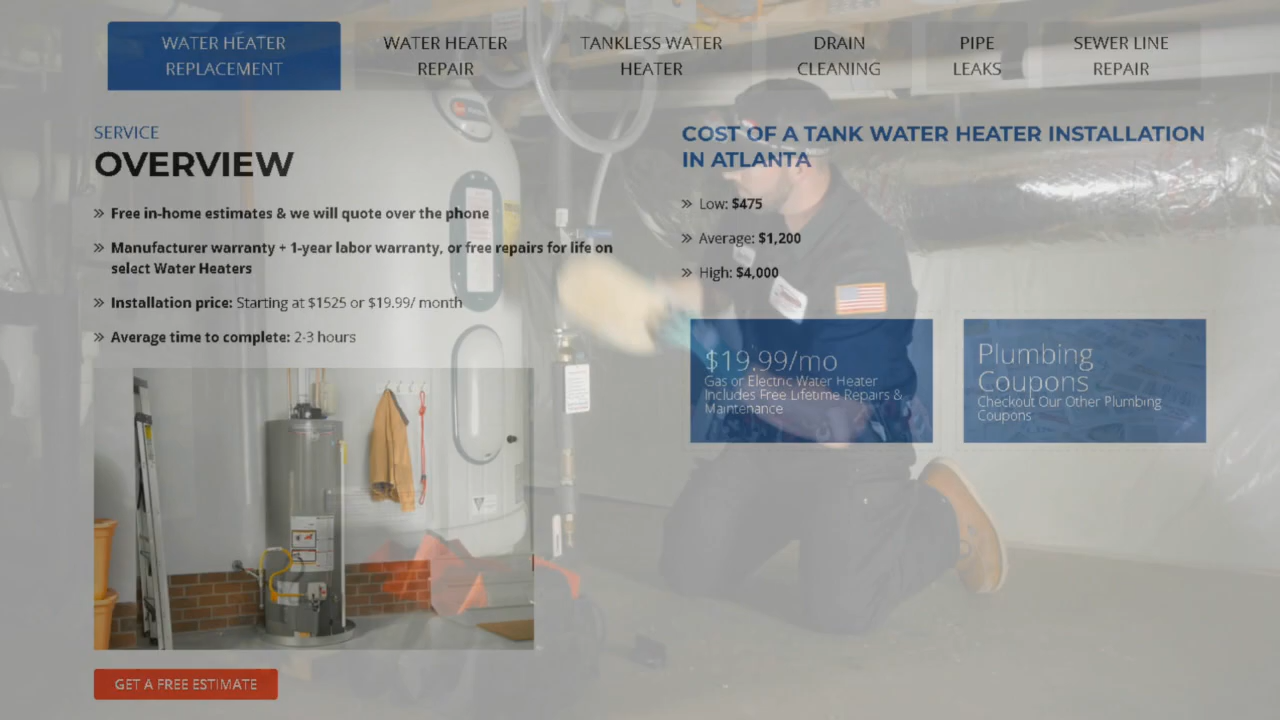 WATER HEATER
REPLACEMENT
WATER HEATER
REPAIR
TANKLESS WATER
HEATER
DRAIN
CLEANING
PIPE
LEAKS
SEWER LINE
REPAIR
SERVICE
OVERVIEW
» Free in-home estimates & we will quote over the phone
» Manufacturer warranty + 1-year labor warranty, or free repairs for life on
select Water Heaters
» Installation price: Starting at $1525 or $19.99/ month
» Average time to complete: 2-3 hours
GET A FREE ESTIMATE
COST OF A TANK WATER HEATER INSTALLATION
IN ATLANTA
» Low: $475
» Average: $1,200
» High: $4,000
$19.99/mo
Gas or Electric Water Heater
Includes Free Lifetime Repairs &
Maintenance
Plumbing
Coupons
Checkout Our Other Plumbing
Coupons